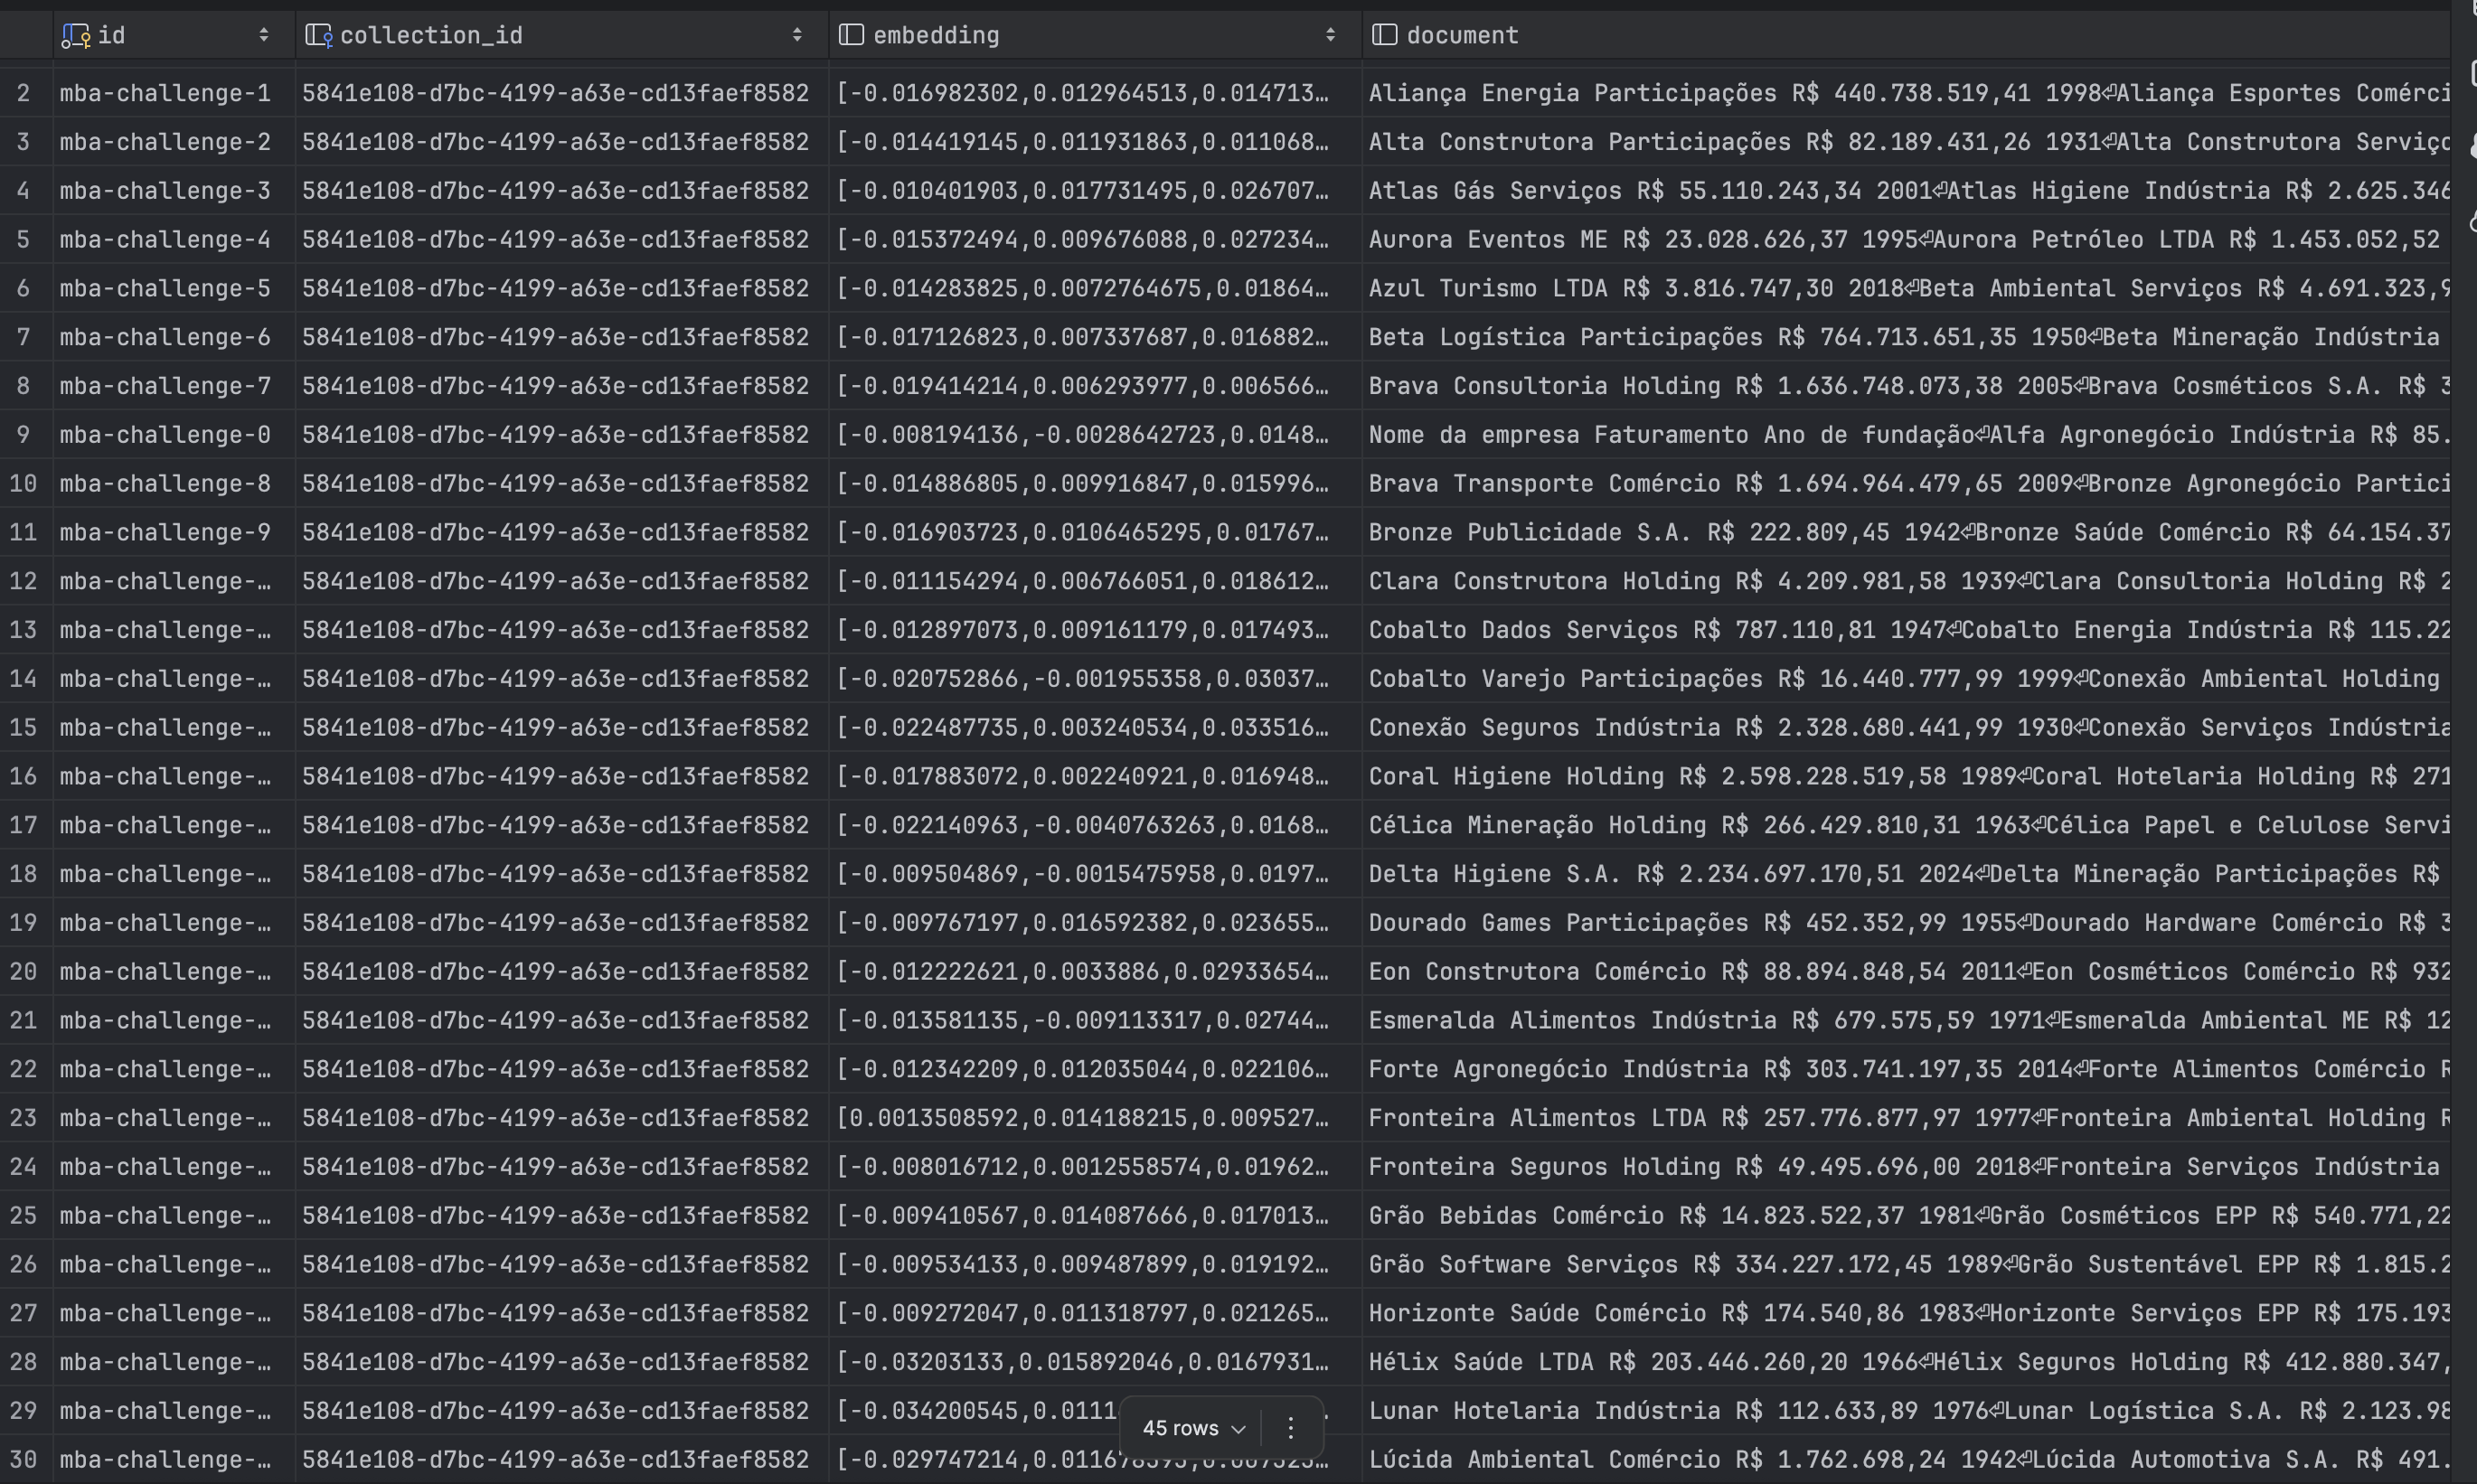 id collection_id embedding document
2 mba-challenge-1 5841e108-d7bc-4199-a63e-cd13faef8582 [-0.016982302,0.012964513,0.014713… Aliança Energia Participações R$ 440.738.519,41 1998⏎Aliança Esportes Comérci
3 mba-challenge-2 5841e108-d7bc-4199-a63e-cd13faef8582 [-0.014419145,0.011931863,0.011068… Alta Construtora Participações R$ 82.189.431,26 1931⏎Alta Construtora Serviço
4 mba-challenge-3 5841e108-d7bc-4199-a63e-cd13faef8582 [-0.010401903,0.017731495,0.026707… Atlas Gás Serviços R$ 55.110.243,34 2001⏎Atlas Higiene Indústria R$ 2.625.346
5 mba-challenge-4 5841e108-d7bc-4199-a63e-cd13faef8582 [-0.015372494,0.009676088,0.027234… Aurora Eventos ME R$ 23.028.626,37 1995⏎Aurora Petróleo LTDA R$ 1.453.052,52
6 mba-challenge-5 5841e108-d7bc-4199-a63e-cd13faef8582 [-0.014283825,0.0072764675,0.01864… Azul Turismo LTDA R$ 3.816.747,30 2018⏎Beta Ambiental Serviços R$ 4.691.323,9
7 mba-challenge-6 5841e108-d7bc-4199-a63e-cd13faef8582 [-0.017126823,0.007337687,0.016882… Beta Logística Participações R$ 764.713.651,35 1950⏎Beta Mineração Indústria
8 mba-challenge-7 5841e108-d7bc-4199-a63e-cd13faef8582 [-0.019414214,0.006293977,0.006566… Brava Consultoria Holding R$ 1.636.748.073,38 2005⏎Brava Cosméticos S.A. R$ 3
9 mba-challenge-0 5841e108-d7bc-4199-a63e-cd13faef8582 [-0.008194136,-0.0028642723,0.0148… Nome da empresa Faturamento Ano de fundação⏎Alfa Agronegócio Indústria R$ 85.
10 mba-challenge-8 5841e108-d7bc-4199-a63e-cd13faef8582 [-0.014886805,0.009916847,0.015996… Brava Transporte Comércio R$ 1.694.964.479,65 2009⏎Bronze Agronegócio Partici
11 mba-challenge-9 5841e108-d7bc-4199-a63e-cd13faef8582 [-0.016903723,0.0106465295,0.01767… Bronze Publicidade S.A. R$ 222.809,45 1942⏎Bronze Saúde Comércio R$ 64.154.37
12 mba-challenge-… 5841e108-d7bc-4199-a63e-cd13faef8582 [-0.011154294,0.006766051,0.018612… Clara Construtora Holding R$ 4.209.981,58 1939⏎Clara Consultoria Holding R$ 2
13 mba-challenge-… 5841e108-d7bc-4199-a63e-cd13faef8582 [-0.012897073,0.009161179,0.017493… Cobalto Dados Serviços R$ 787.110,81 1947⏎Cobalto Energia Indústria R$ 115.22
14 mba-challenge-… 5841e108-d7bc-4199-a63e-cd13faef8582 [-0.020752866,-0.001955358,0.03037… Cobalto Varejo Participações R$ 16.440.777,99 1999⏎Conexão Ambiental Holding
15 mba-challenge-… 5841e108-d7bc-4199-a63e-cd13faef8582 [-0.022487735,0.003240534,0.033516… Conexão Seguros Indústria R$ 2.328.680.441,99 1930⏎Conexão Serviços Indústria
16 mba-challenge-… 5841e108-d7bc-4199-a63e-cd13faef8582 [-0.017883072,0.002240921,0.016948… Coral Higiene Holding R$ 2.598.228.519,58 1989⏎Coral Hotelaria Holding R$ 271
17 mba-challenge-… 5841e108-d7bc-4199-a63e-cd13faef8582 [-0.022140963,-0.0040763263,0.0168… Célica Mineração Holding R$ 266.429.810,31 1963⏎Célica Papel e Celulose Servi
18 mba-challenge-… 5841e108-d7bc-4199-a63e-cd13faef8582 [-0.009504869,-0.0015475958,0.0197… Delta Higiene S.A. R$ 2.234.697.170,51 2024⏎Delta Mineração Participações R$
19 mba-challenge-… 5841e108-d7bc-4199-a63e-cd13faef8582 [-0.009767197,0.016592382,0.023655… Dourado Games Participações R$ 452.352,99 1955⏎Dourado Hardware Comércio R$ 3
20 mba-challenge-… 5841e108-d7bc-4199-a63e-cd13faef8582 [-0.012222621,0.0033886,0.02933654… Eon Construtora Comércio R$ 88.894.848,54 2011⏎Eon Cosméticos Comércio R$ 932
21 mba-challenge-… 5841e108-d7bc-4199-a63e-cd13faef8582 [-0.013581135,-0.009113317,0.02744… Esmeralda Alimentos Indústria R$ 679.575,59 1971⏎Esmeralda Ambiental ME R$ 12
22 mba-challenge-… 5841e108-d7bc-4199-a63e-cd13faef8582 [-0.012342209,0.012035044,0.022106… Forte Agronegócio Indústria R$ 303.741.197,35 2014⏎Forte Alimentos Comércio R
23 mba-challenge-… 5841e108-d7bc-4199-a63e-cd13faef8582 [0.0013508592,0.014188215,0.009527… Fronteira Alimentos LTDA R$ 257.776.877,97 1977⏎Fronteira Ambiental Holding R
24 mba-challenge-… 5841e108-d7bc-4199-a63e-cd13faef8582 [-0.008016712,0.0012558574,0.01962… Fronteira Seguros Holding R$ 49.495.696,00 2018⏎Fronteira Serviços Indústria
25 mba-challenge-… 5841e108-d7bc-4199-a63e-cd13faef8582 [-0.009410567,0.014087666,0.017013… Grão Bebidas Comércio R$ 14.823.522,37 1981⏎Grão Cosméticos EPP R$ 540.771,22
26 mba-challenge-… 5841e108-d7bc-4199-a63e-cd13faef8582 [-0.009534133,0.009487899,0.019192… Grão Software Serviços R$ 334.227.172,45 1989⏎Grão Sustentável EPP R$ 1.815.2
27 mba-challenge-… 5841e108-d7bc-4199-a63e-cd13faef8582 [-0.009272047,0.011318797,0.021265… Horizonte Saúde Comércio R$ 174.540,86 1983⏎Horizonte Serviços EPP R$ 175.193
28 mba-challenge-… 5841e108-d7bc-4199-a63e-cd13faef8582 [-0.03203133,0.015892046,0.0167931… Hélix Saúde LTDA R$ 203.446.260,20 1966⏎Hélix Seguros Holding R$ 412.880.347,
29 mba-challenge-… 5841e108-d7bc-4199-a63e-cd13faef8582 [-0.034200545,0.0111 Lunar Hotelaria Indústria R$ 112.633,89 1976⏎Lunar Logística S.A. R$ 2.123.98
45 rows
30 mba-challenge-… 5841e108-d7bc-4199-a63e-cd13faef8582 [-0.029747214, Lúcida Ambiental Comércio R$ 1.762.698,24 1942⏎Lúcida Automotiva S.A. R$ 491.